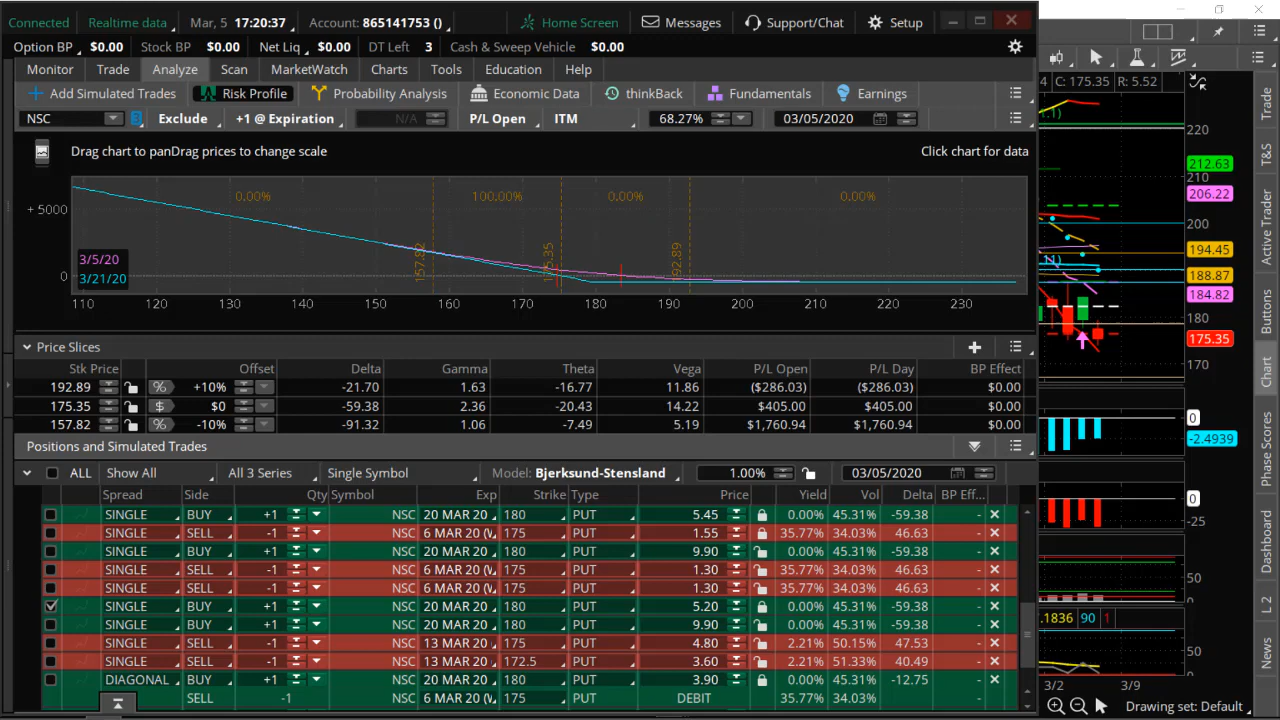 Connected Realtime data Mar, 5 17:20:37 Account: 865141753 () Home Screen Messages Support/Chat Setup
Option BP $0.00 Stock BP $0.00 Net Liq $0.00 DT Left 3 Cash & Sweep Vehicle $0.00
Monitor Trade Analyze Scan MarketWatch Charts Tools Education Help
Add Simulated Trades Risk Profile Probability Analysis Economic Data thinkBack Fundamentals Earnings
NSC Exclude +1 @ Expiration N/A P/L Open ITM 68.27% 03/05/2020
Drag chart to panDrag prices to change scale Click chart for data
0.00% 100.00% 0.00% 0.00%
+ 5000
157.82 175.35 192.89
3/5/20
3/21/20
0
110 120 130 140 150 160 170 180 190 200 210 220 230
Price Slices
Stk Price Offset Delta Gamma Theta Vega P/L Open P/L Day BP Effect
192.89 % +10% -21.70 1.63 -16.77 11.86 ($286.03) ($286.03) $0.00
175.35 $ $0 -59.38 2.36 -20.43 14.22 $405.00 $405.00 $0.00
157.82 % -10% -91.32 1.06 -7.49 5.19 $1,760.94 $1,760.94 $0.00
Positions and Simulated Trades
ALL Show All All 3 Series Single Symbol Model: Bjerksund-Stensland 1.00% 03/05/2020
Spread Side Qty Symbol Exp Strike Type Price Yield Vol Delta BP Eff...
SINGLE BUY +1 NSC 20 MAR 20 180 PUT 5.45 0.00% 45.31% -59.38 -
SINGLE SELL -1 NSC 6 MAR 20 (W 175 PUT 1.55 35.77% 34.03% 46.63 -
SINGLE BUY +1 NSC 20 MAR 20 180 PUT 9.90 0.00% 45.31% -59.38 -
SINGLE SELL -1 NSC 6 MAR 20 (W 175 PUT 1.30 35.77% 34.03% 46.63 -
SINGLE SELL -1 NSC 6 MAR 20 (W 175 PUT 1.30 35.77% 34.03% 46.63 -
SINGLE BUY +1 NSC 20 MAR 20 180 PUT 5.20 0.00% 45.31% -59.38 -
SINGLE BUY +1 NSC 20 MAR 20 180 PUT 9.90 0.00% 45.31% -59.38 -
SINGLE SELL -1 NSC 13 MAR 20 175 PUT 4.80 2.21% 50.15% 47.53 -
SINGLE SELL -1 NSC 13 MAR 20 172.5 PUT 3.60 2.21% 51.33% 40.49 -
DIAGONAL BUY +1 NSC 20 MAR 20 180 PUT 3.90 0.00% 45.31% -12.75 -
SELL -1 NSC 6 MAR 20 (W 175 PUT DEBIT 35.77% 34.03%
4 C: 175.35 R: 5.52
.1)
220
212.63
210
206.22
200
194.45
11)
188.87
184.82
180
175.35
170
0
-2.4939
0
-25
50
0
.1836 90 1
50
0
3/2 3/9
Drawing set: Default
Trade
T&S
Active Trader
Buttons
Chart
Phase Scores
Dashboard
L 2
News